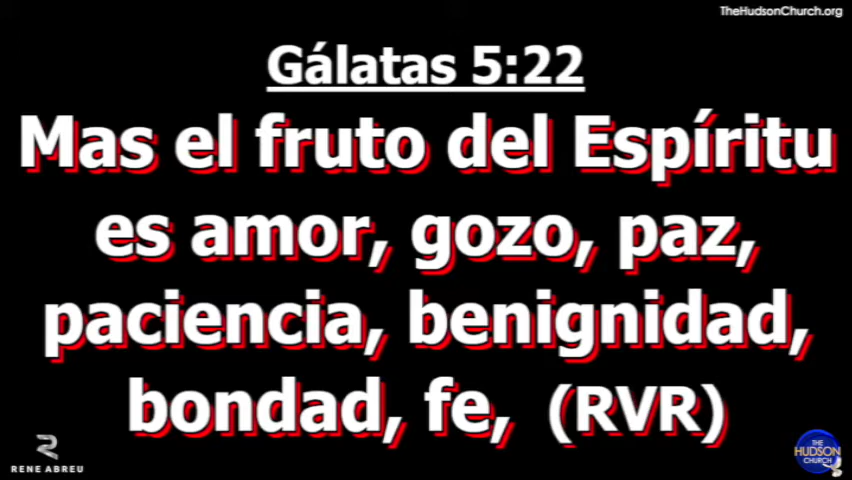 TheHudsonChurch.org
Gálatas 5:22
Mas el fruto del Espíritu
es amor, gozo, paz,
paciencia, benignidad,
bondad, fe, (RVR)
RENE ABREU
THE
HUDSON
CHURCH